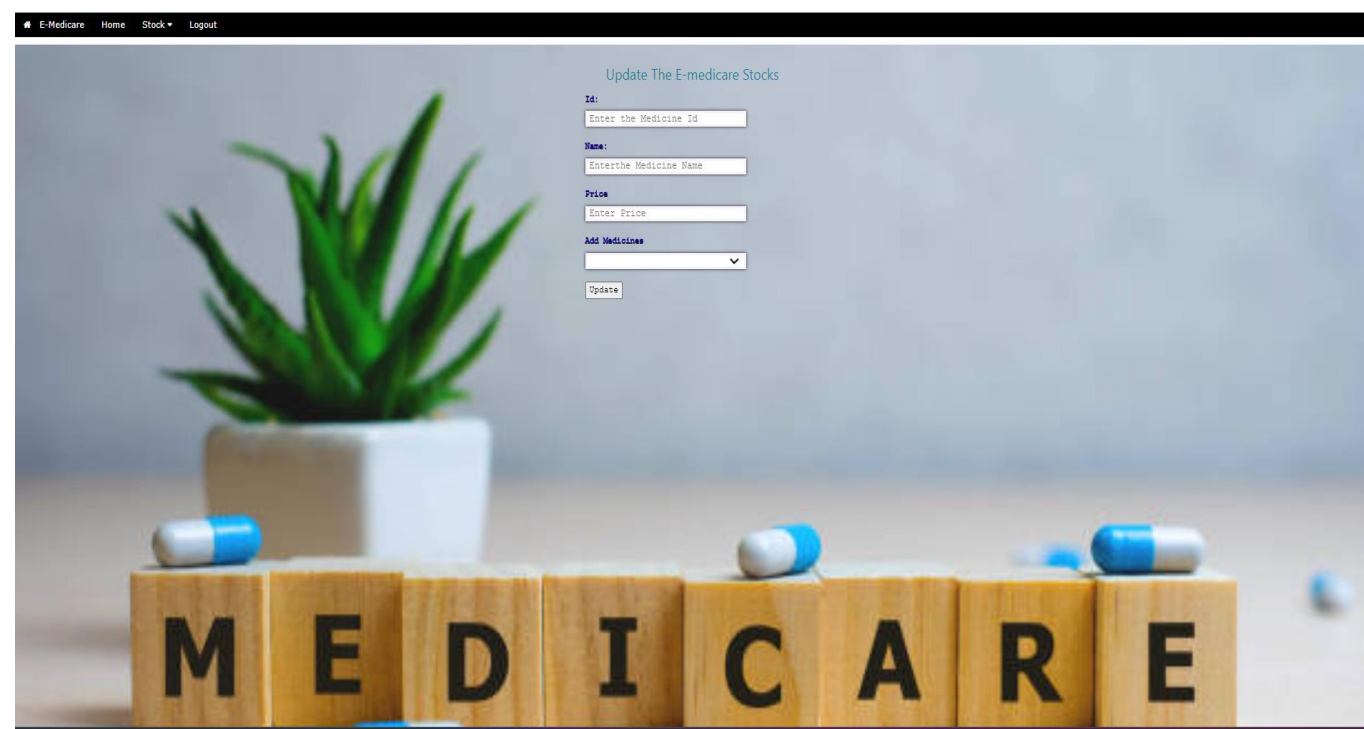 E-Medicare Home Stock Logout
Update The E-medicare Stocks
Id:
Enter the Medicine Id
Name:
Enterthe Medicine Name
Price
Enter Price
Add Medicines
Update
MEDICARE